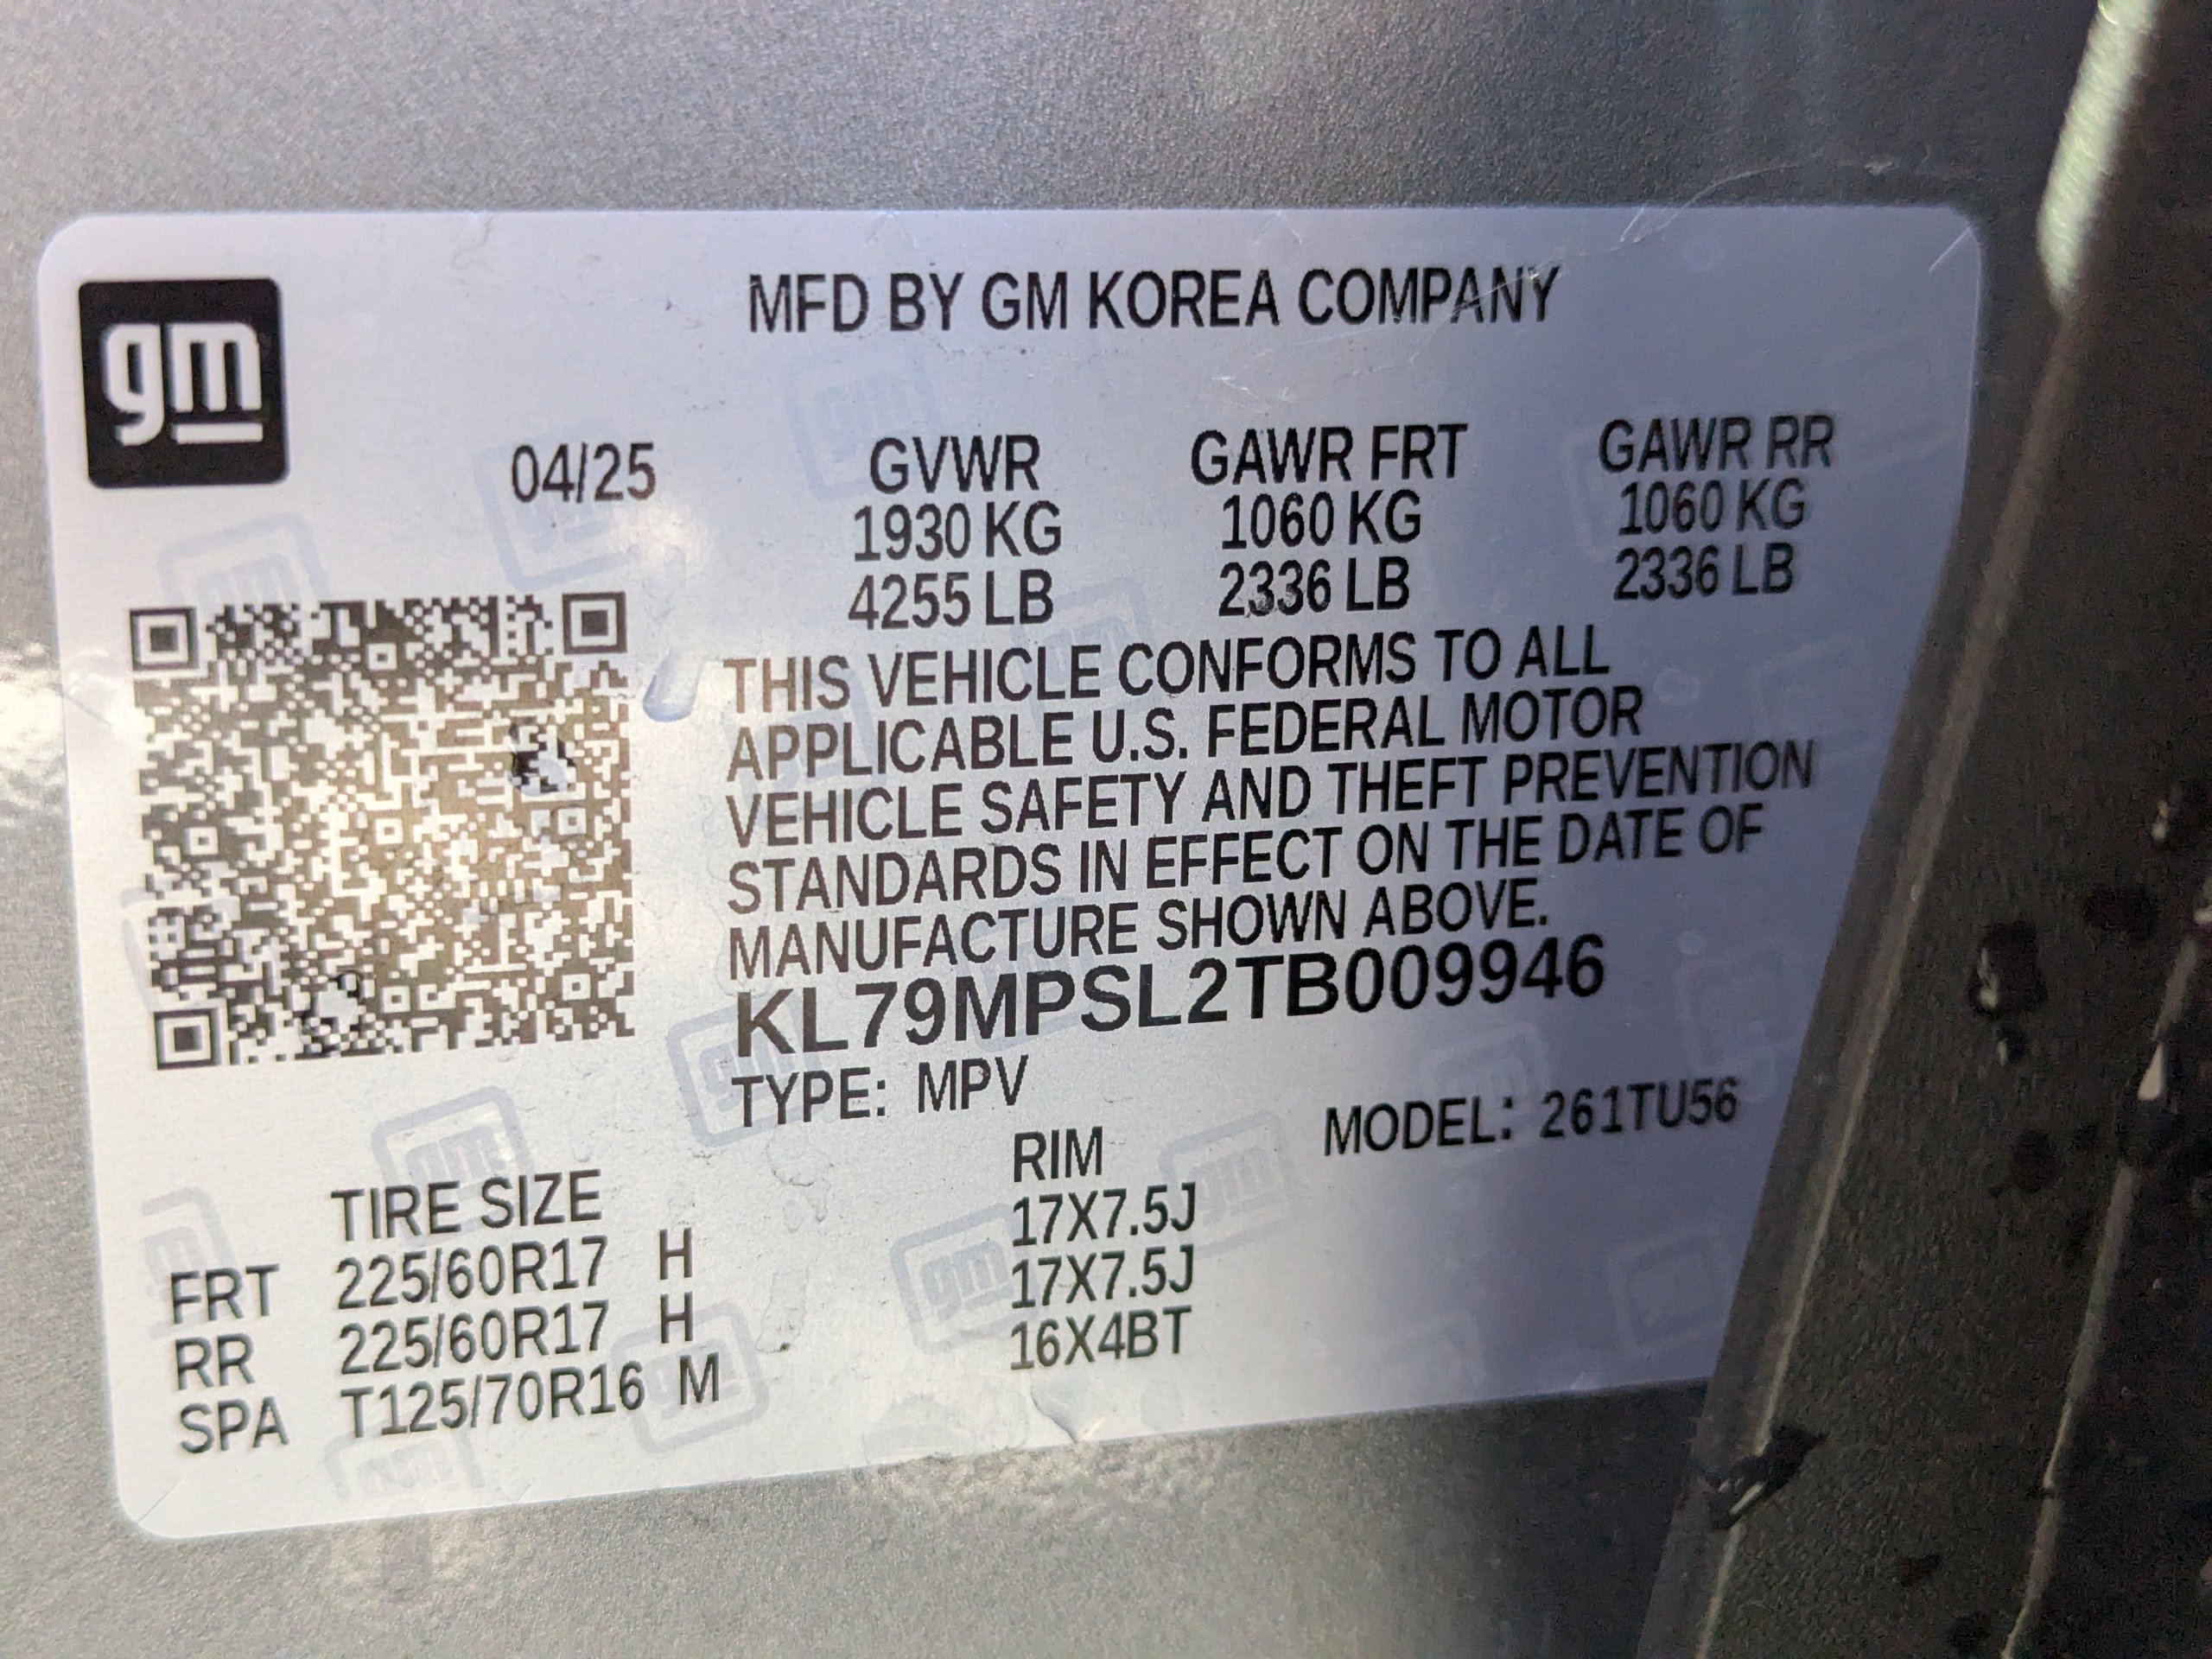 gm
MFD BY GM KOREA COMPANY
04/25 GVWR GAWR FRT GAWR RR
1930 KG 1060 KG 1060 KG
4255 LB 2336 LB 2336 LB
THIS VEHICLE CONFORMS TO ALL
APPLICABLE U.S. FEDERAL MOTOR
VEHICLE SAFETY AND THEFT PREVENTION
STANDARDS IN EFFECT ON THE DATE OF
MANUFACTURE SHOWN ABOVE.
KL79MPSL2TB009946
TYPE: MPV
MODEL: 261TU56
TIRE SIZE RIM
FRT 225/60R17 H 17X7.5J
RR 225/60R17 H 17X7.5J
SPA T125/70R16 M 16X4BT